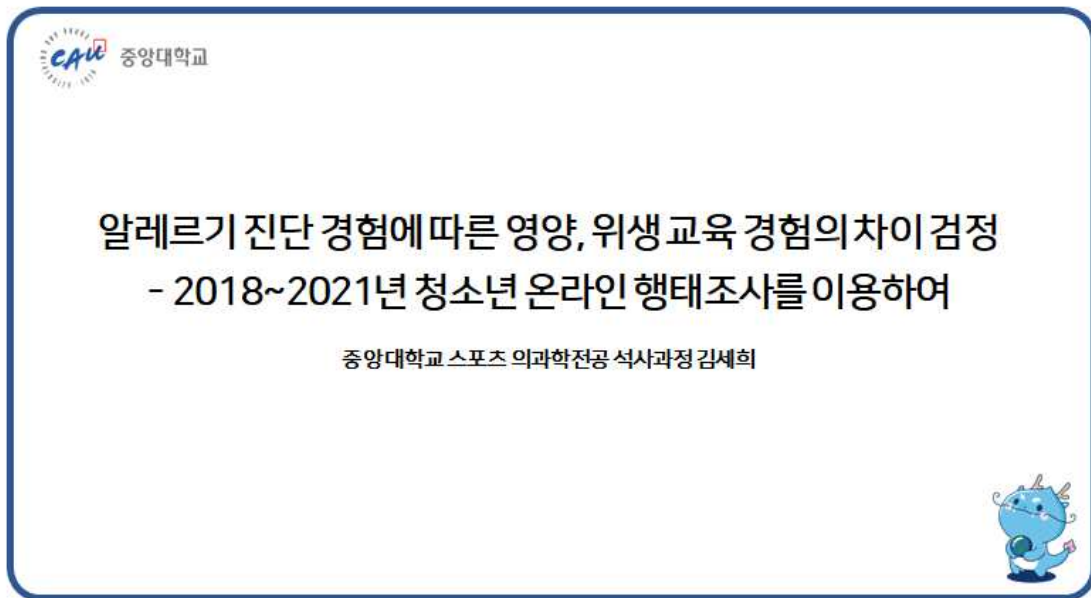 CAU 중앙대학교
알레르기 진단 경험에 따른 영양, 위생 교육 경험의 차이 검정
- 2018~2021년 청소년 온라인 행태조사를 이용하여
중앙대학교 스포츠 의과학전공 석사과정 김세희